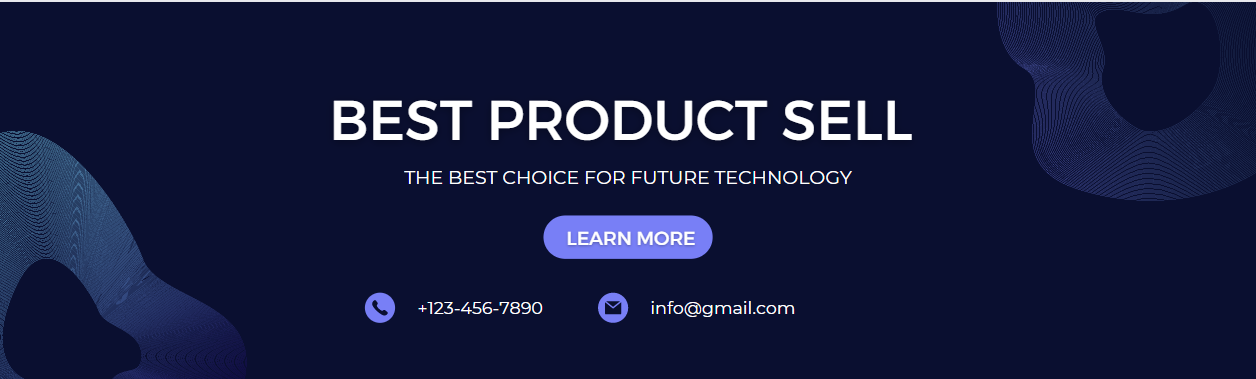 BEST PRODUCT SELL
THE BEST CHOICE FOR FUTURE TECHNOLOGY
LEARN MORE
+123-456-7890 info@gmail.com